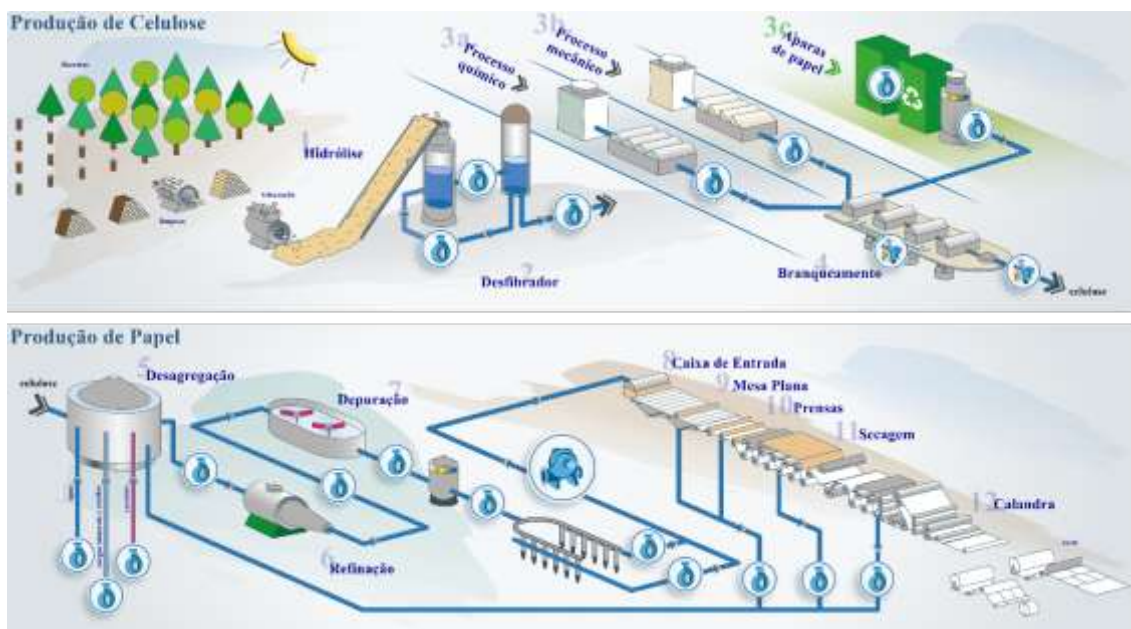 Produção de Celulose
3a
Processo
químico
3b
Processo
mecânico
3c
Aparas
de papel
1
Hidrólise
2
Desfibrador
4
Branqueamento
celulose
Produção de Papel
celulose
5
Desagregação
7
Depuração
6
Refinação
8
Caixa de Entrada
9
Mesa Plana
10
Prensas
11
Secagem
12
Calandra